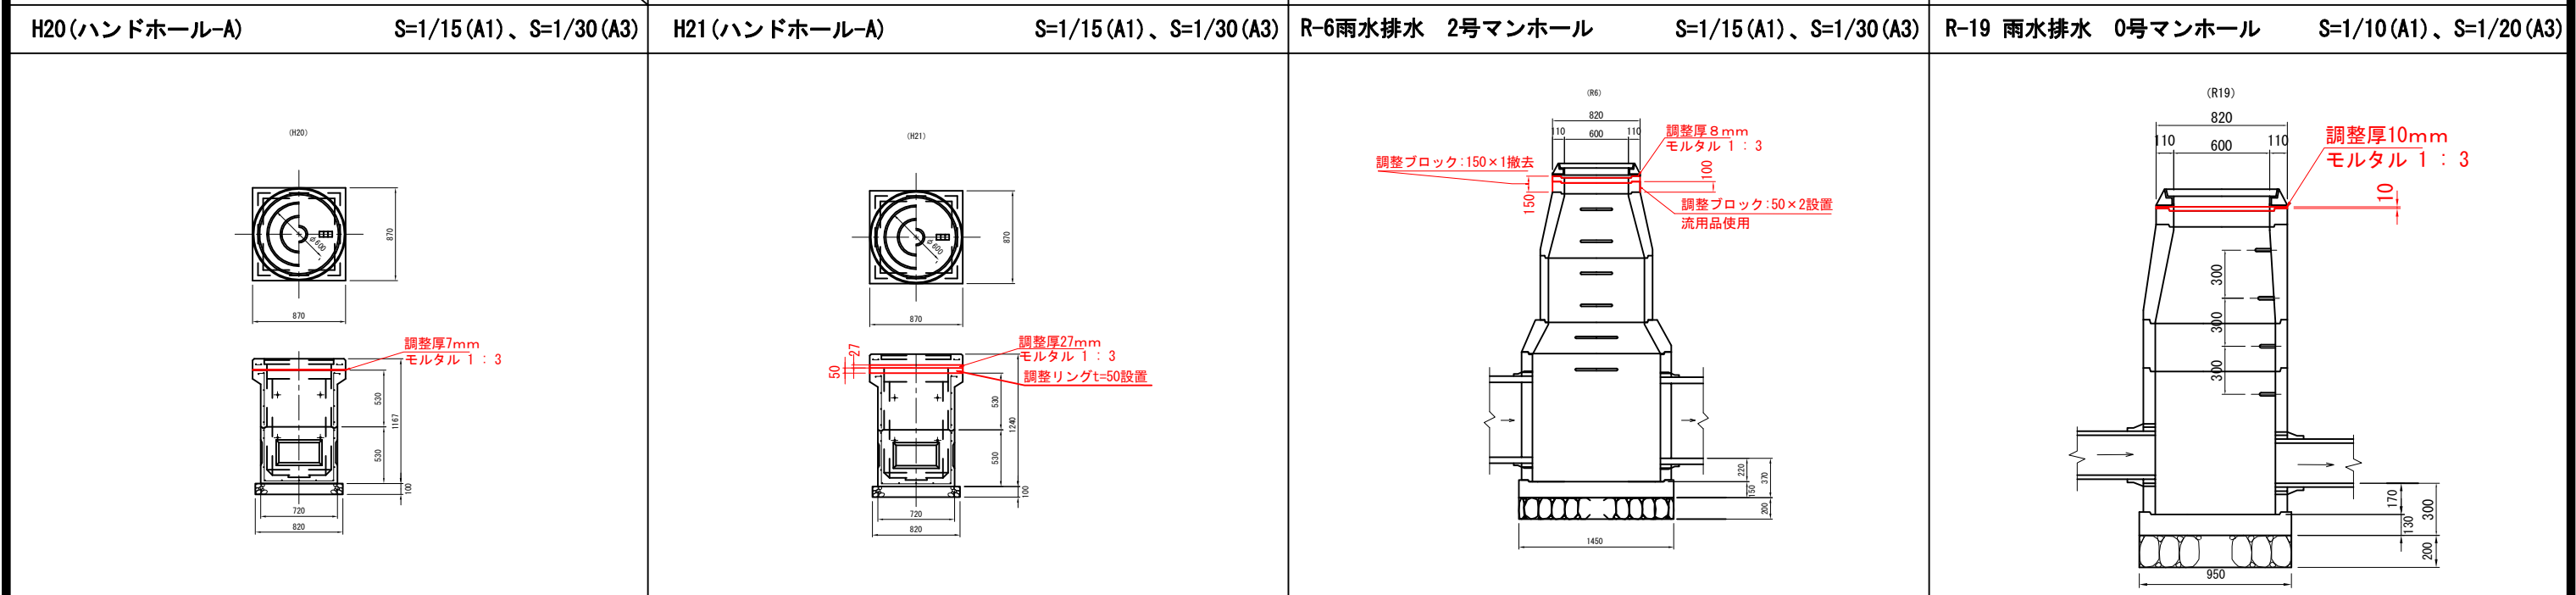 H20(ハンドホール-A) S=1/15(A1)、S=1/30(A3)
(H20)
φ600
870
870
調整厚7mm
モルタル 1 : 3
530
1167
530
100
720
820
H21(ハンドホール-A) S=1/15(A1)、S=1/30(A3)
(H21)
φ600
870
870
27
50
調整厚27mm
モルタル 1 : 3
調整リングt=50設置
530
1240
530
100
720
820
R-6雨水排水 2号マンホール S=1/15(A1)、S=1/30(A3)
(R6)
820
110 600 110
調整厚8mm
モルタル 1 : 3
調整ブロック:150×1撤去
100
150
調整ブロック:50×2設置
流用品使用
220
370
150
200
1450
R-19 雨水排水 0号マンホール S=1/10(A1)、S=1/20(A3)
(R19)
820
110 600 110
調整厚10mm
モルタル 1 : 3
10
300
300
300
170
300
130
200
950